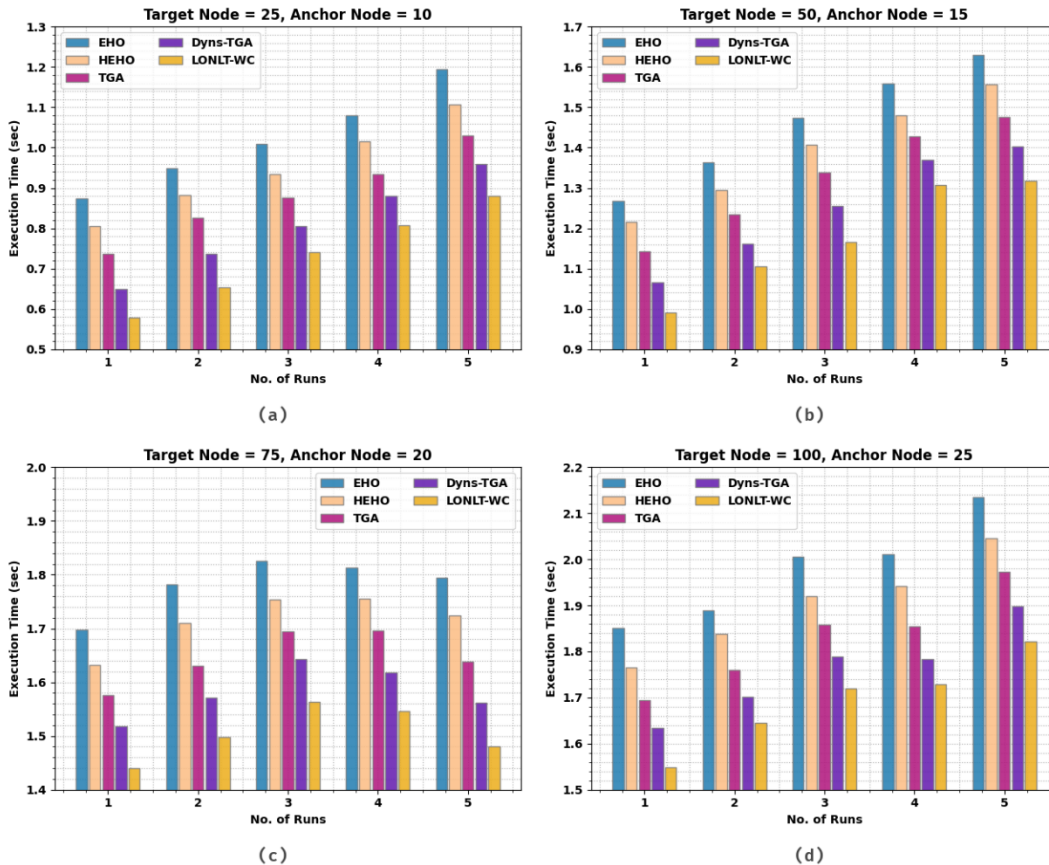 Target Node = 25, Anchor Node = 10
EHO
HEHO
TGA
Dyns-TGA
LONLT-WC
Execution Time (sec)
1.3
1.2
1.1
1.0
0.9
0.8
0.7
0.6
0.5
1 2 3 4 5
No. of Runs
(a)
Target Node = 50, Anchor Node = 15
EHO
HEHO
TGA
Dyns-TGA
LONLT-WC
Execution Time (sec)
1.7
1.6
1.5
1.4
1.3
1.2
1.1
1.0
0.9
1 2 3 4 5
No. of Runs
(b)
Target Node = 75, Anchor Node = 20
EHO
HEHO
TGA
Dyns-TGA
LONLT-WC
Execution Time (sec)
2.0
1.9
1.8
1.7
1.6
1.5
1.4
1 2 3 4 5
No. of Runs
(c)
Target Node = 100, Anchor Node = 25
EHO
HEHO
TGA
Dyns-TGA
LONLT-WC
Execution Time (sec)
2.2
2.1
2.0
1.9
1.8
1.7
1.6
1.5
1 2 3 4 5
No. of Runs
(d)